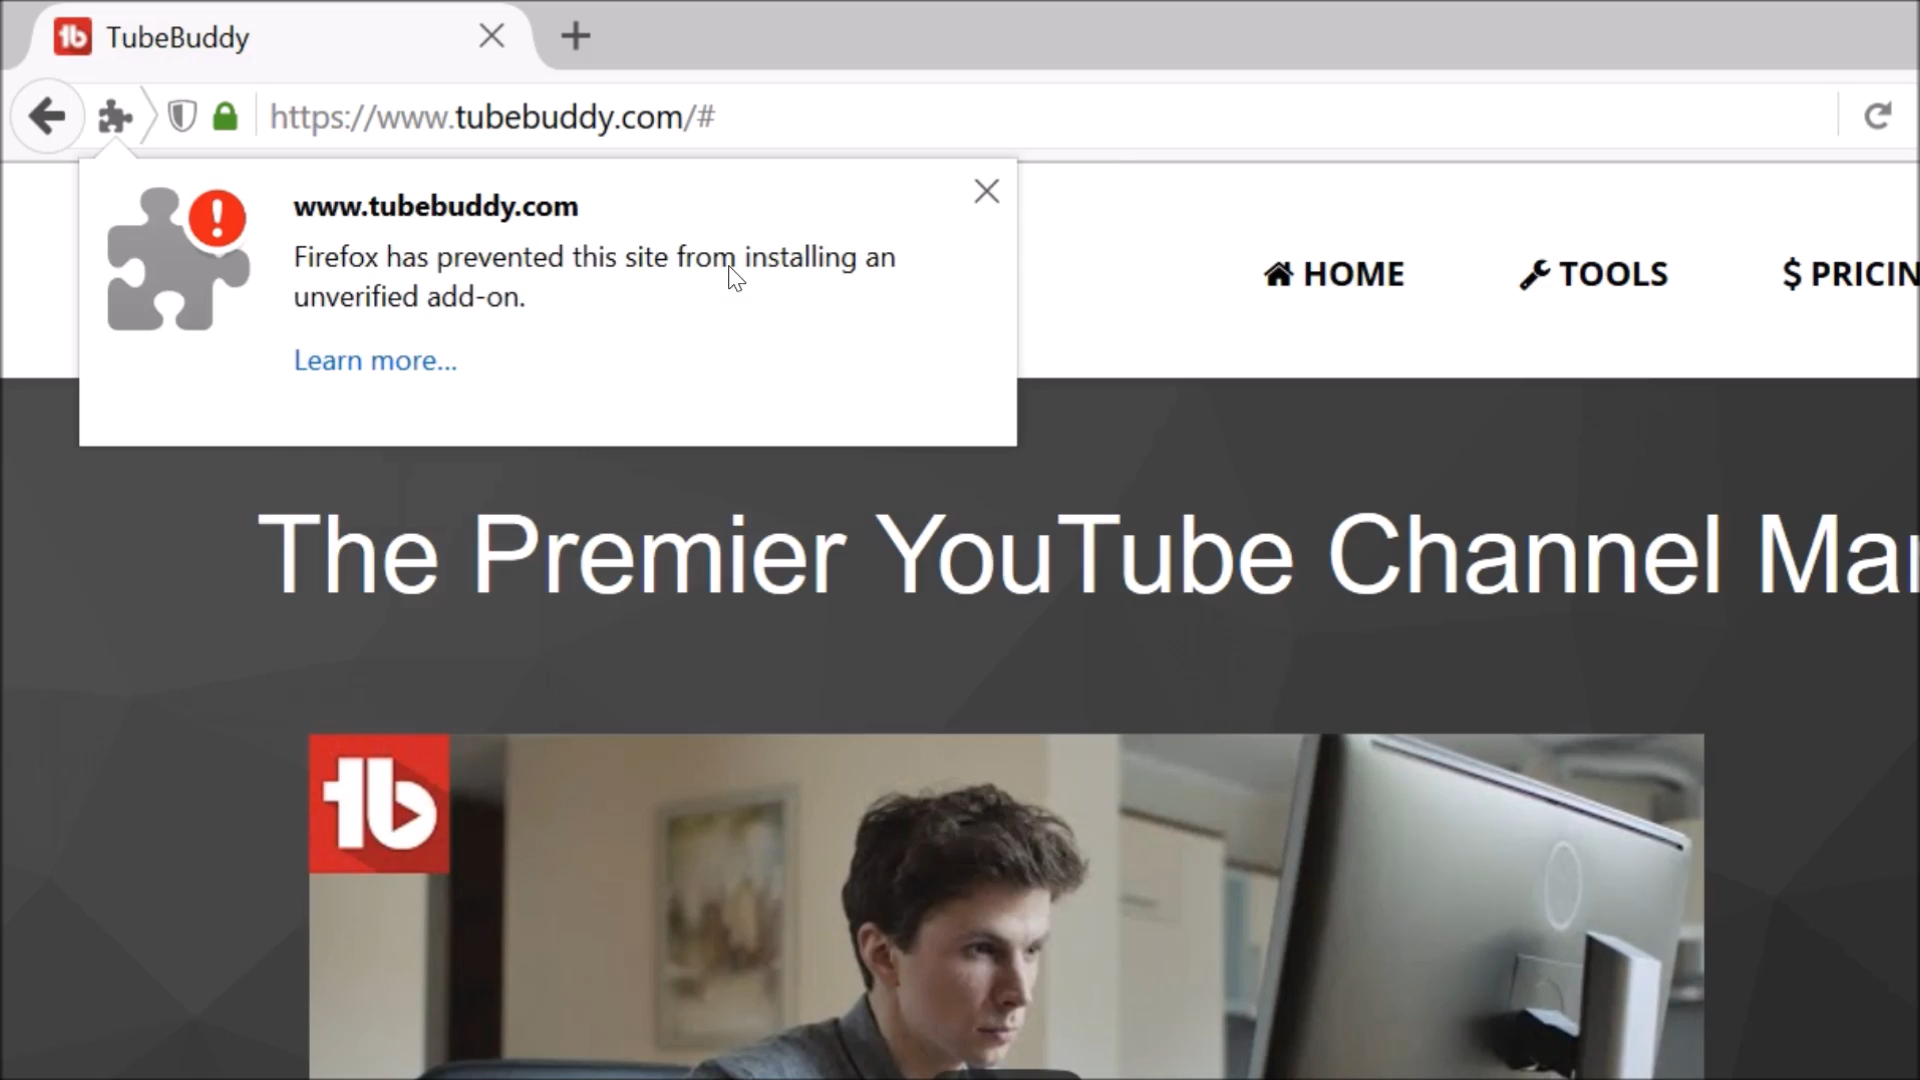 TubeBuddy
https://www.tubebuddy.com/#
www.tubebuddy.com
Firefox has prevented this site from installing an
unverified add-on.
Learn more...
HOME TOOLS $ PRICIN
The Premier YouTube Channel Mar
tb